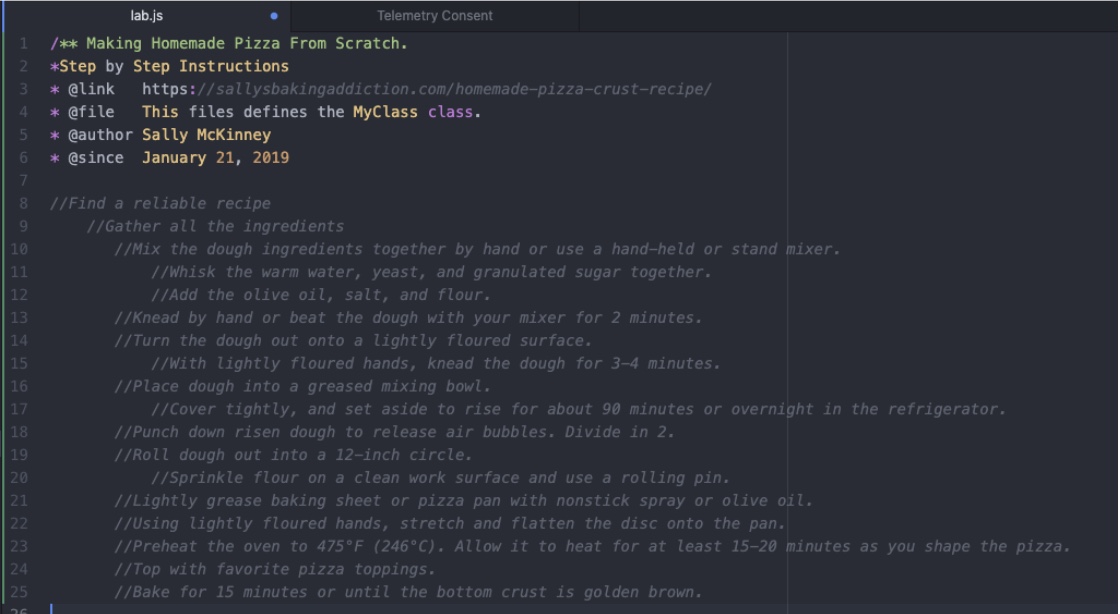 lab.js
Telemetry Consent
1 /** Making Homemade Pizza From Scratch.
2 *Step by Step Instructions
3 * @link   https://sallysbakingaddiction.com/homemade-pizza-crust-recipe/
4 * @file   This files defines the MyClass class.
5 * @author Sally McKinney
6 * @since  January 21, 2019
7
8 //Find a reliable recipe
9     //Gather all the ingredients
10        //Mix the dough ingredients together by hand or use a hand-held or stand mixer.
11            //Whisk the warm water, yeast, and granulated sugar together.
12            //Add the olive oil, salt, and flour.
13        //Knead by hand or beat the dough with your mixer for 2 minutes.
14        //Turn the dough out onto a lightly floured surface.
15            //With lightly floured hands, knead the dough for 3-4 minutes.
16        //Place dough into a greased mixing bowl.
17            //Cover tightly, and set aside to rise for about 90 minutes or overnight in the refrigerator.
18        //Punch down risen dough to release air bubbles. Divide in 2.
19        //Roll dough out into a 12-inch circle.
20            //Sprinkle flour on a clean work surface and use a rolling pin.
21        //Lightly grease baking sheet or pizza pan with nonstick spray or olive oil.
22        //Using lightly floured hands, stretch and flatten the disc onto the pan.
23        //Preheat the oven to 475°F (246°C). Allow it to heat for at least 15-20 minutes as you shape the pizza.
24        //Top with favorite pizza toppings.
25        //Bake for 15 minutes or until the bottom crust is golden brown.
26